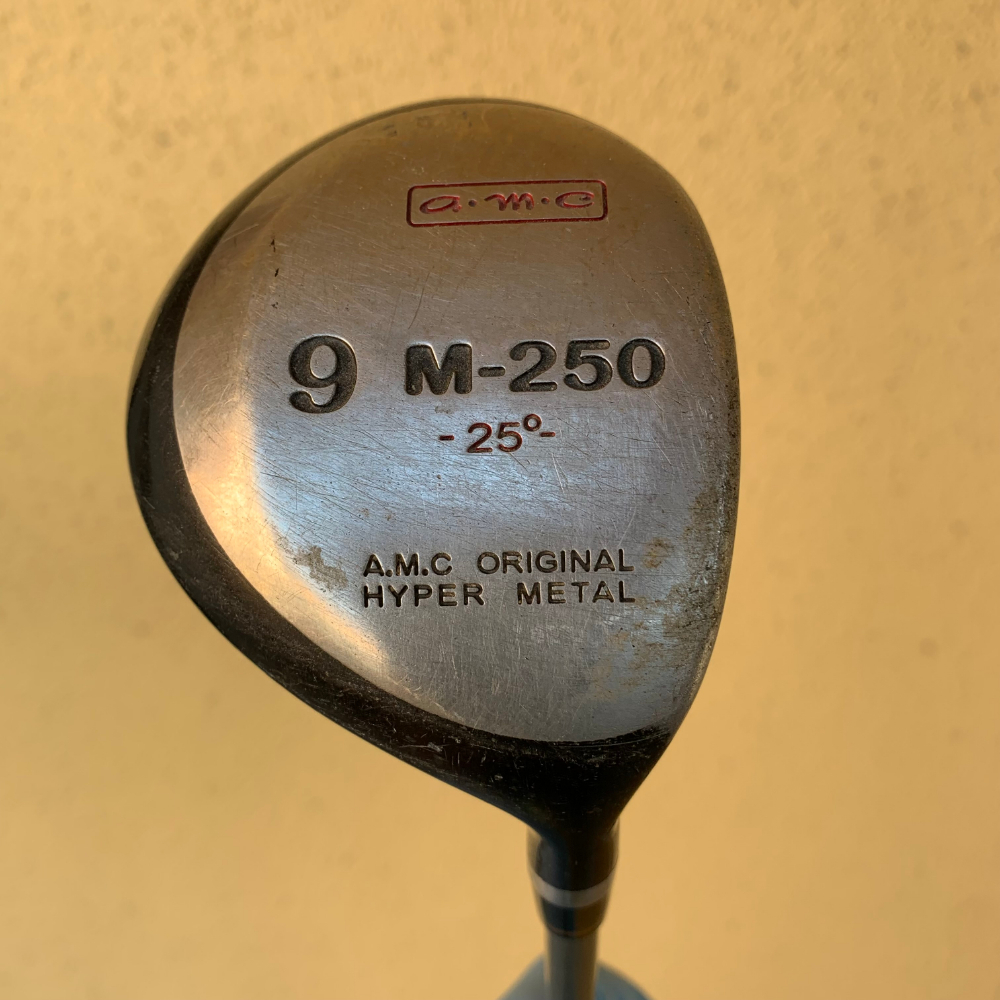 a·m·c
9 M-250
-25°-
A.M.C ORIGINAL
HYPER METAL